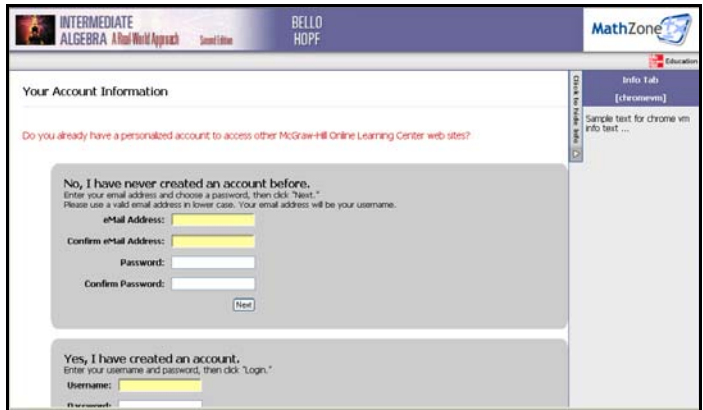 INTERMEDIATE
ALGEBRA A Real-World Approach Second Edition
BELLO
HOPF
MathZone
Education
Your Account Information
Click to hide info
Info Tab
[chromevm]
Sample text for chrome vm
info text ...
Do you already have a personalized account to access other McGraw-Hill Online Learning Center web sites?
No, I have never created an account before.
Enter your email address and choose a password, then click "Next."
Please use a valid email address in lower case. Your email address will be your username.
eMail Address:
Confirm eMail Address:
Password:
Confirm Password:
Next
Yes, I have created an account.
Enter your username and password, then click "Login."
Username:
Password: